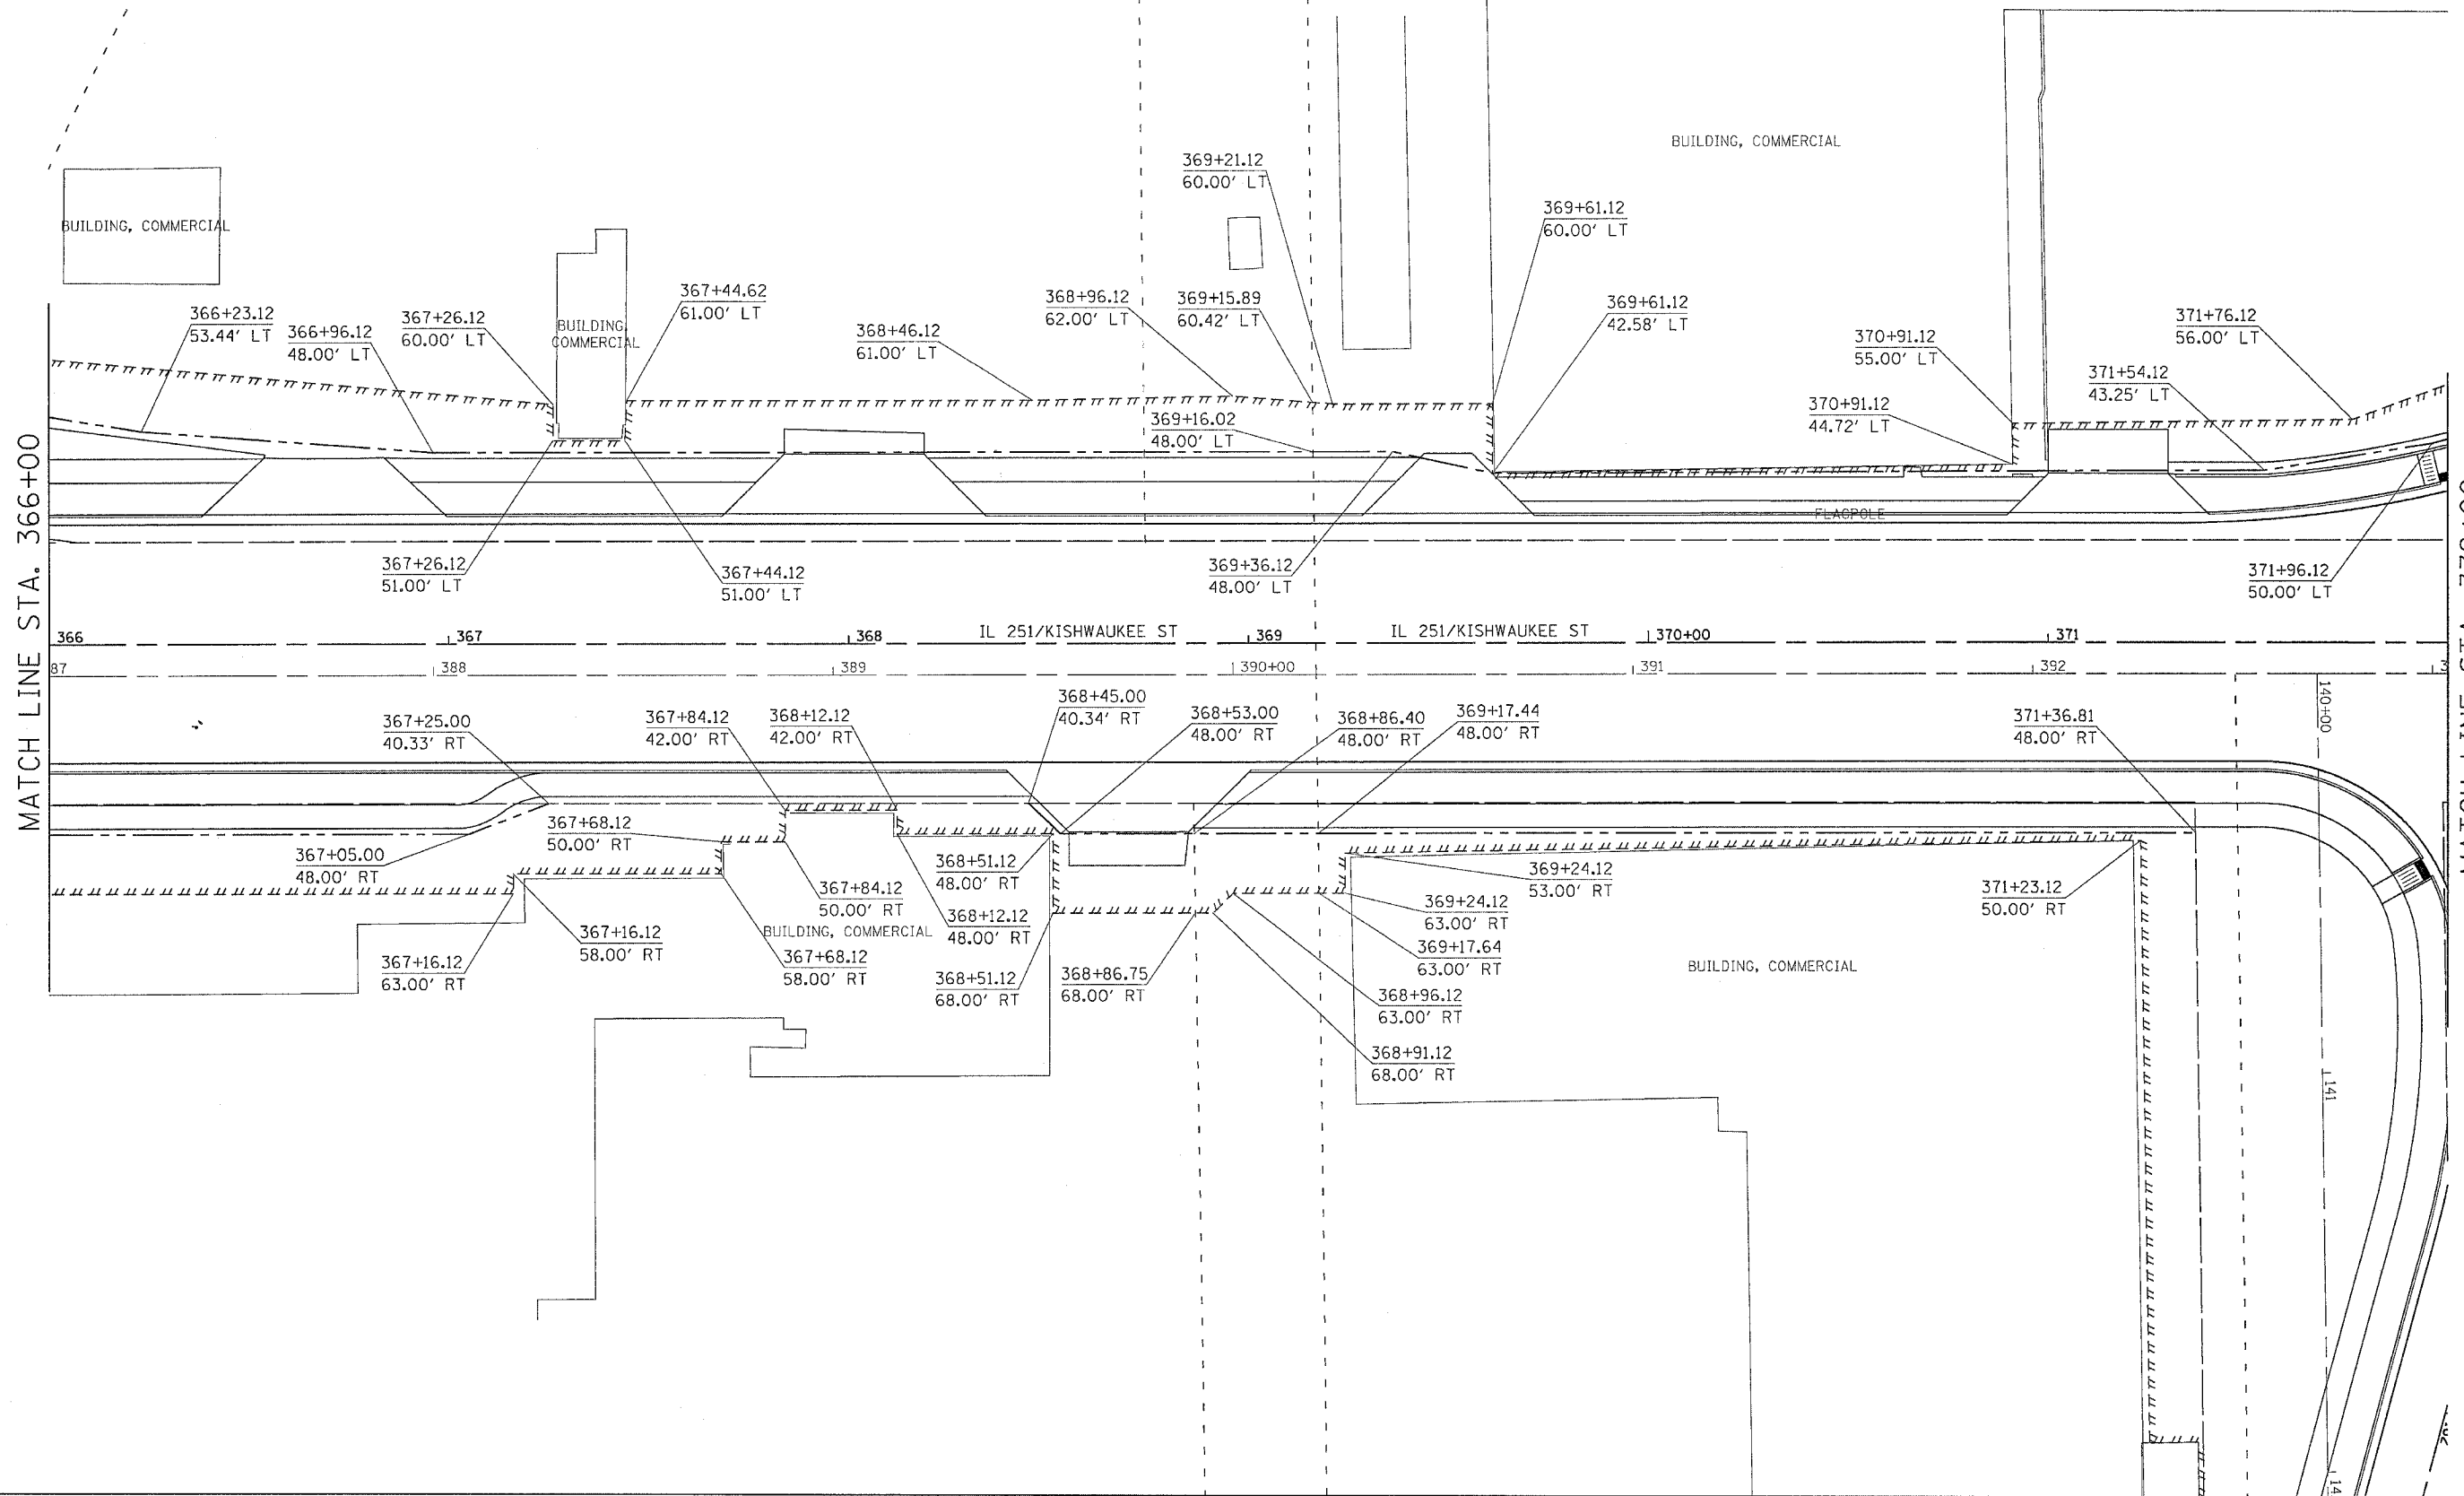 BUILDING, COMMERCIAL
369+21.12
60.00' LT
BUILDING, COMMERCIAL
369+61.12
60.00' LT
366+23.12
53.44' LT
366+96.12
48.00' LT
367+26.12
60.00' LT
BUILDING,
COMMERCIAL
367+44.62
61.00' LT
368+46.12
61.00' LT
368+96.12
62.00' LT
369+15.89
60.42' LT
369+61.12
42.58' LT
370+91.12
55.00' LT
371+76.12
56.00' LT
371+54.12
43.25' LT
370+91.12
44.72' LT
369+16.02
48.00' LT
FLAGPOLE
367+26.12
51.00' LT
367+44.12
51.00' LT
369+36.12
48.00' LT
371+96.12
50.00' LT
MATCH LINE STA. 366+00
366
367
368
IL 251/KISHWAUKEE ST
369
IL 251/KISHWAUKEE ST
370+00
371
87
388
389
390+00
391
392
140+00
367+25.00
40.33' RT
367+84.12
42.00' RT
368+12.12
42.00' RT
368+45.00
40.34' RT
368+53.00
48.00' RT
368+86.40
48.00' RT
369+17.44
48.00' RT
371+36.81
48.00' RT
367+05.00
48.00' RT
367+68.12
50.00' RT
367+84.12
50.00' RT
368+51.12
48.00' RT
368+12.12
48.00' RT
369+24.12
53.00' RT
369+24.12
63.00' RT
371+23.12
50.00' RT
367+16.12
63.00' RT
367+16.12
58.00' RT
BUILDING, COMMERCIAL
367+68.12
58.00' RT
368+51.12
68.00' RT
368+86.75
68.00' RT
369+17.64
63.00' RT
368+96.12
63.00' RT
368+91.12
68.00' RT
BUILDING, COMMERCIAL
141
14